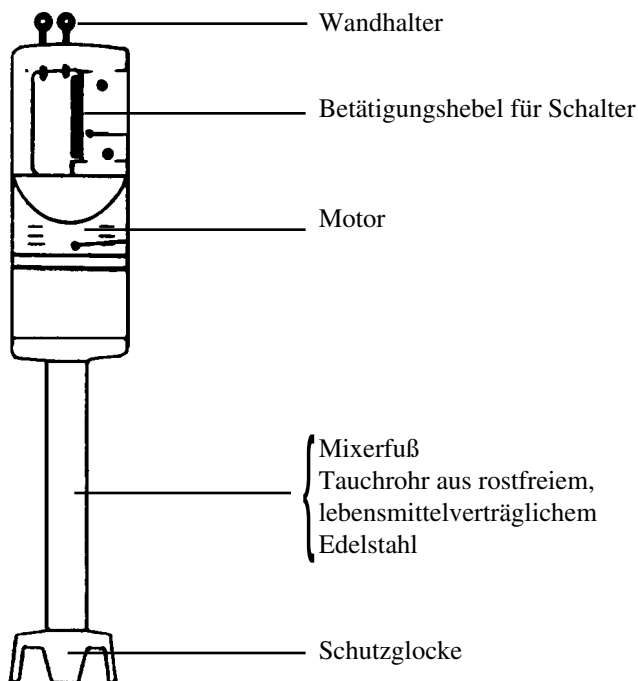 Wandhalter
Betätigungshebel für Schalter
Motor
Mixerfuß
Tauchrohr aus rostfreiem,
lebensmittelverträglichem
Edelstahl
Schutzglocke